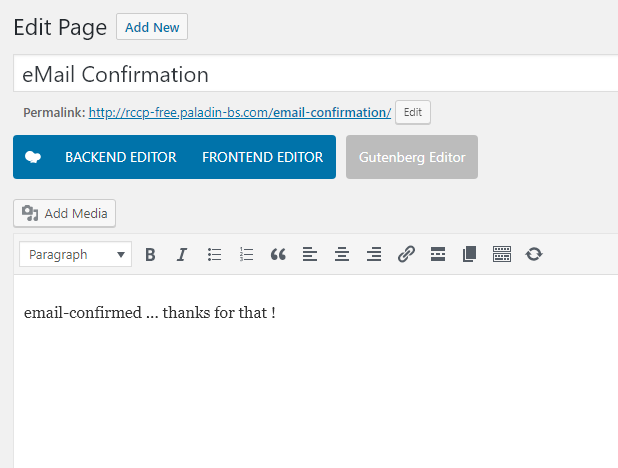 Edit Page Add New
eMail Confirmation
Permalink: http://rccp-free.paladin-bs.com/email-confirmation/ Edit
BACKEND EDITOR FRONTEND EDITOR Gutenberg Editor
Add Media
Paragraph B I
email-confirmed ... thanks for that !